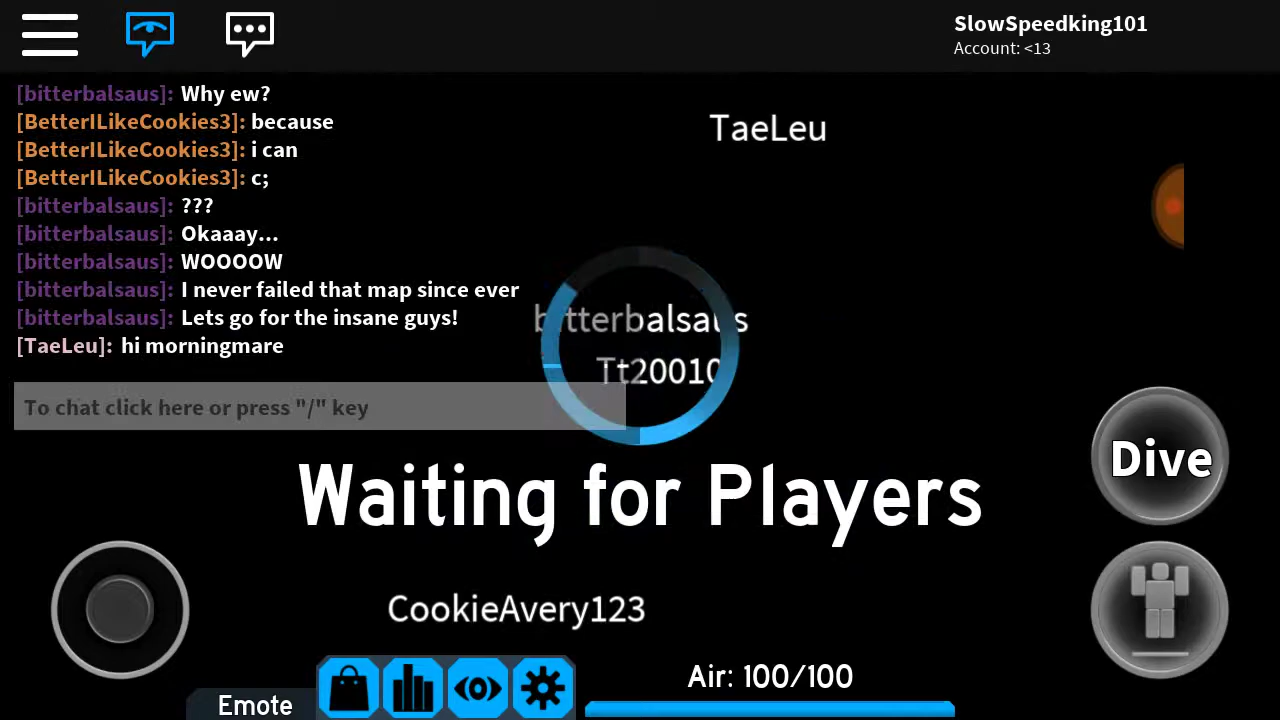 SlowSpeedking101
Account: <13
[bitterbalsaus]: Why ew?
[BetterILikeCookies3]: because
[BetterILikeCookies3]: i can
[BetterILikeCookies3]: c;
[bitterbalsaus]: ???
[bitterbalsaus]: Okaaay...
[bitterbalsaus]: WOOOOW
[bitterbalsaus]: I never failed that map since ever
[bitterbalsaus]: Lets go for the insane guys!
[TaeLeu]: hi morningmare
To chat click here or press "/" key
TaeLeu
bitterbalsaus
Tt20010
Waiting for Players
Dive
CookieAvery123
Air: 100/100
Emote